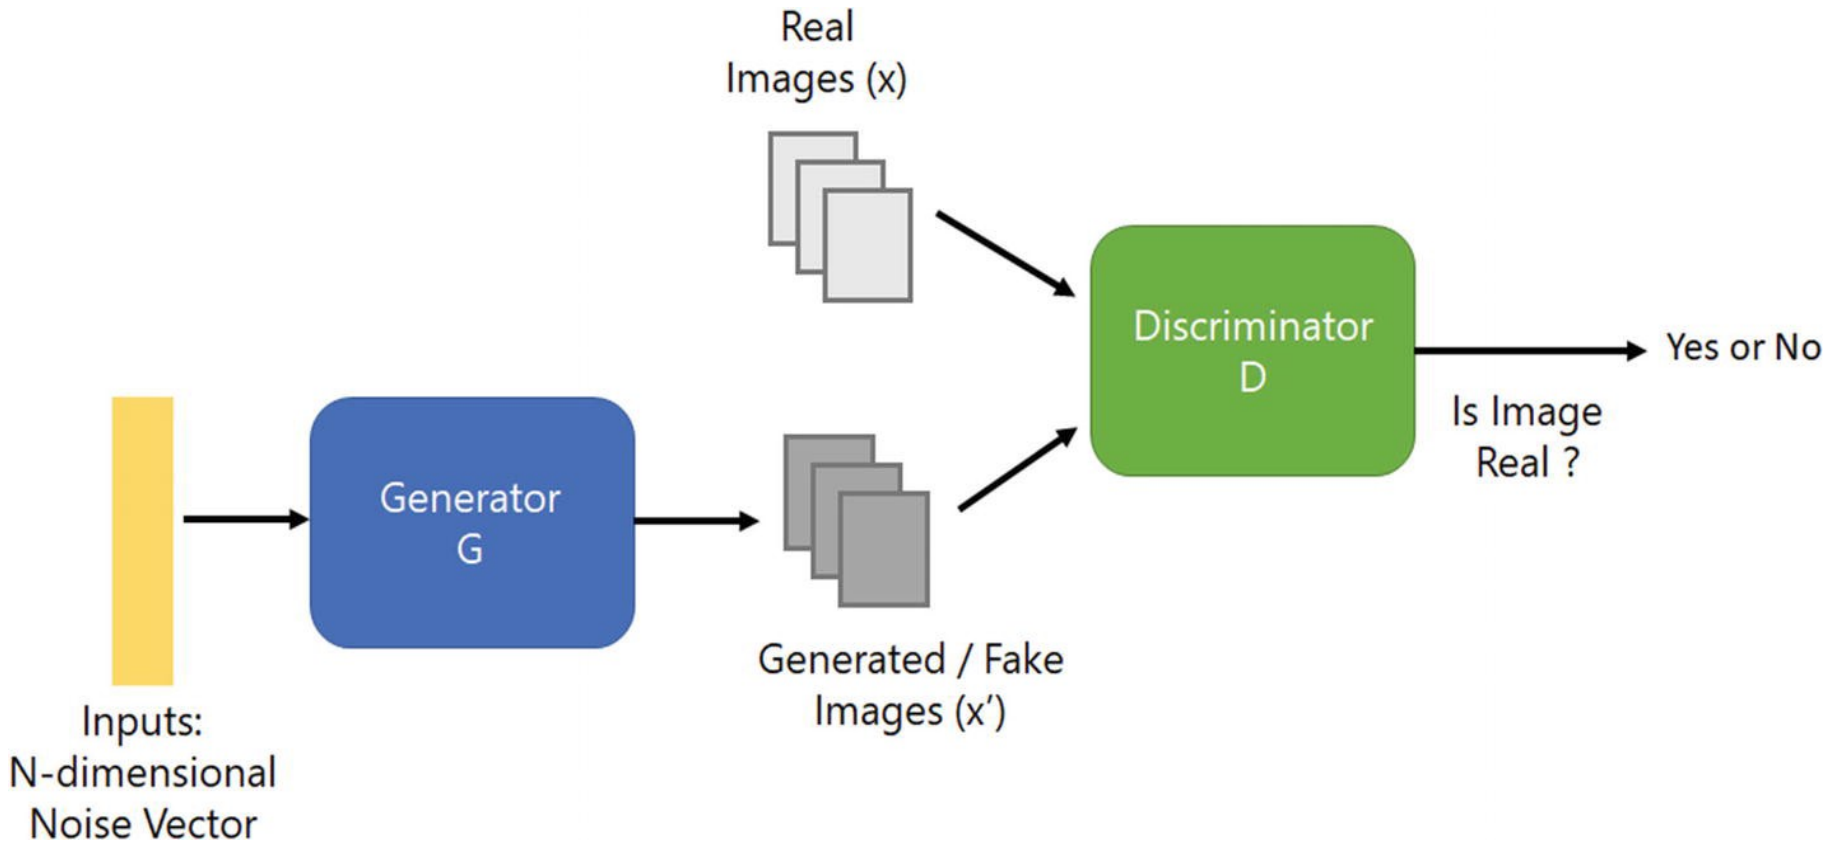 Real
Images (x)
Discriminator
D
Yes or No
Is Image
Real ?
Generator
G
Generated / Fake
Images (x’)
Inputs:
N-dimensional
Noise Vector